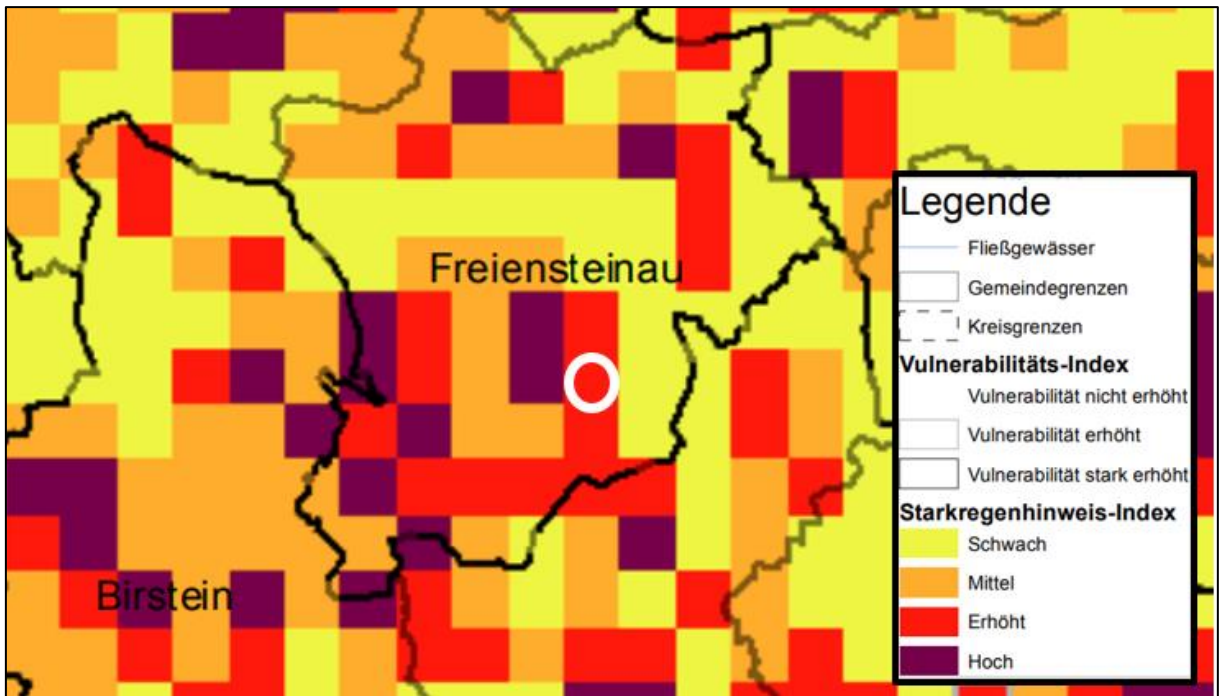 Freiensteinau
Birstein
Legende
Fließgewässer
Gemeindegrenzen
Kreisgrenzen
Vulnerabilitäts-Index
Vulnerabilität nicht erhöht
Vulnerabilität erhöht
Vulnerabilität stark erhöht
Starkregenhinweis-Index
Schwach
Mittel
Erhöht
Hoch